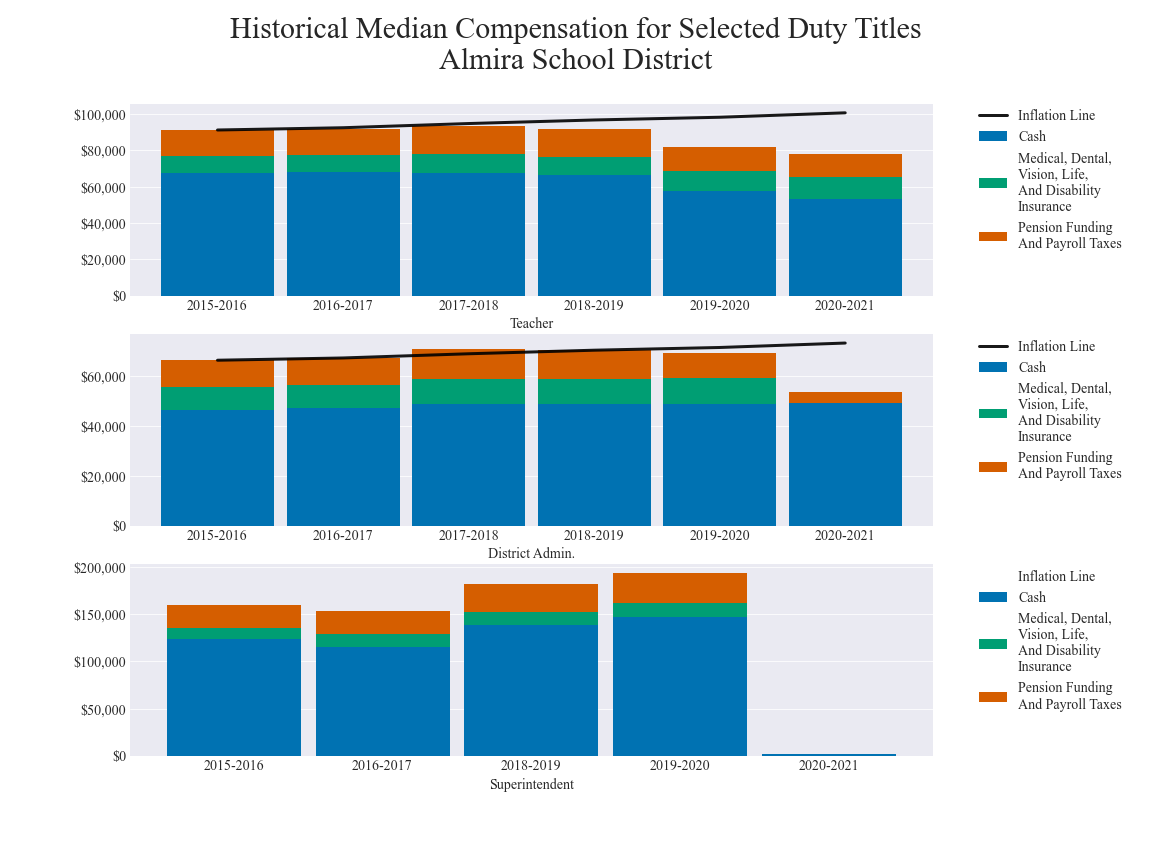 Historical Median Compensation for Selected Duty Titles
Almira School District
$100,000
$80,000
$60,000
$40,000
$20,000
$0
2015-2016 2016-2017 2017-2018 2018-2019 2019-2020 2020-2021
Teacher
Inflation Line
Cash
Medical, Dental,
Vision, Life,
And Disability
Insurance
Pension Funding
And Payroll Taxes
$60,000
$40,000
$20,000
$0
2015-2016 2016-2017 2017-2018 2018-2019 2019-2020 2020-2021
District Admin.
Inflation Line
Cash
Medical, Dental,
Vision, Life,
And Disability
Insurance
Pension Funding
And Payroll Taxes
$200,000
$150,000
$100,000
$50,000
$0
2015-2016 2016-2017 2018-2019 2019-2020 2020-2021
Superintendent
Inflation Line
Cash
Medical, Dental,
Vision, Life,
And Disability
Insurance
Pension Funding
And Payroll Taxes